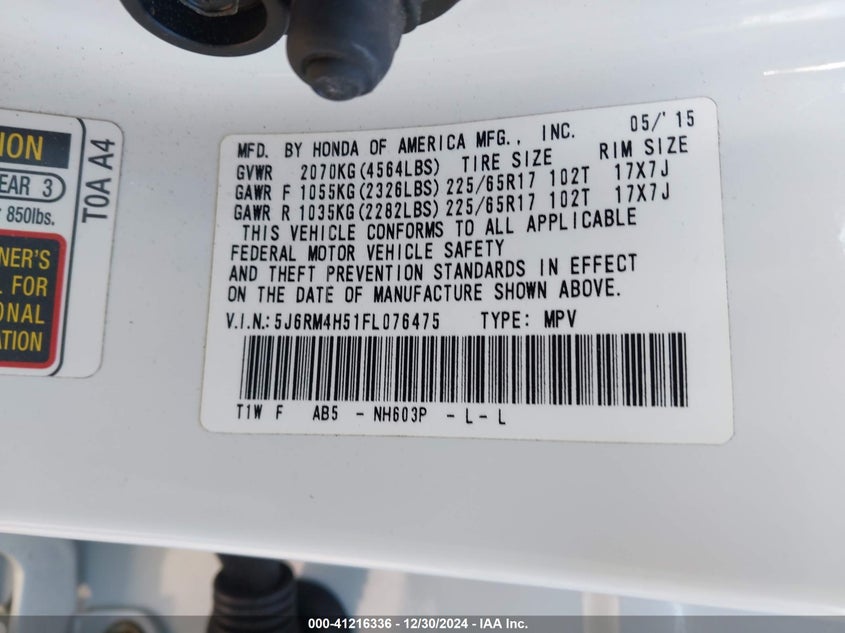 NION
EAR 3
850lbs.
NER'S
L FOR
ONAL
ATION
T0A A4
MFD. BY HONDA OF AMERICA MFG., INC. 05/'15
GVWR 2070KG(4564LBS) TIRE SIZE RIM SIZE
GAWR F 1055KG(2326LBS) 225/65R17 102T 17X7J
GAWR R 1035KG(2282LBS) 225/65R17 102T 17X7J
THIS VEHICLE CONFORMS TO ALL APPLICABLE
FEDERAL MOTOR VEHICLE SAFETY
AND THEFT PREVENTION STANDARDS IN EFFECT
ON THE DATE OF MANUFACTURE SHOWN ABOVE.
V.I.N.: 5J6RM4H51FL076475 TYPE: MPV
T1W F AB5 - NH603P - L - L
000-41216336 - 12/30/2024 - IAA Inc.